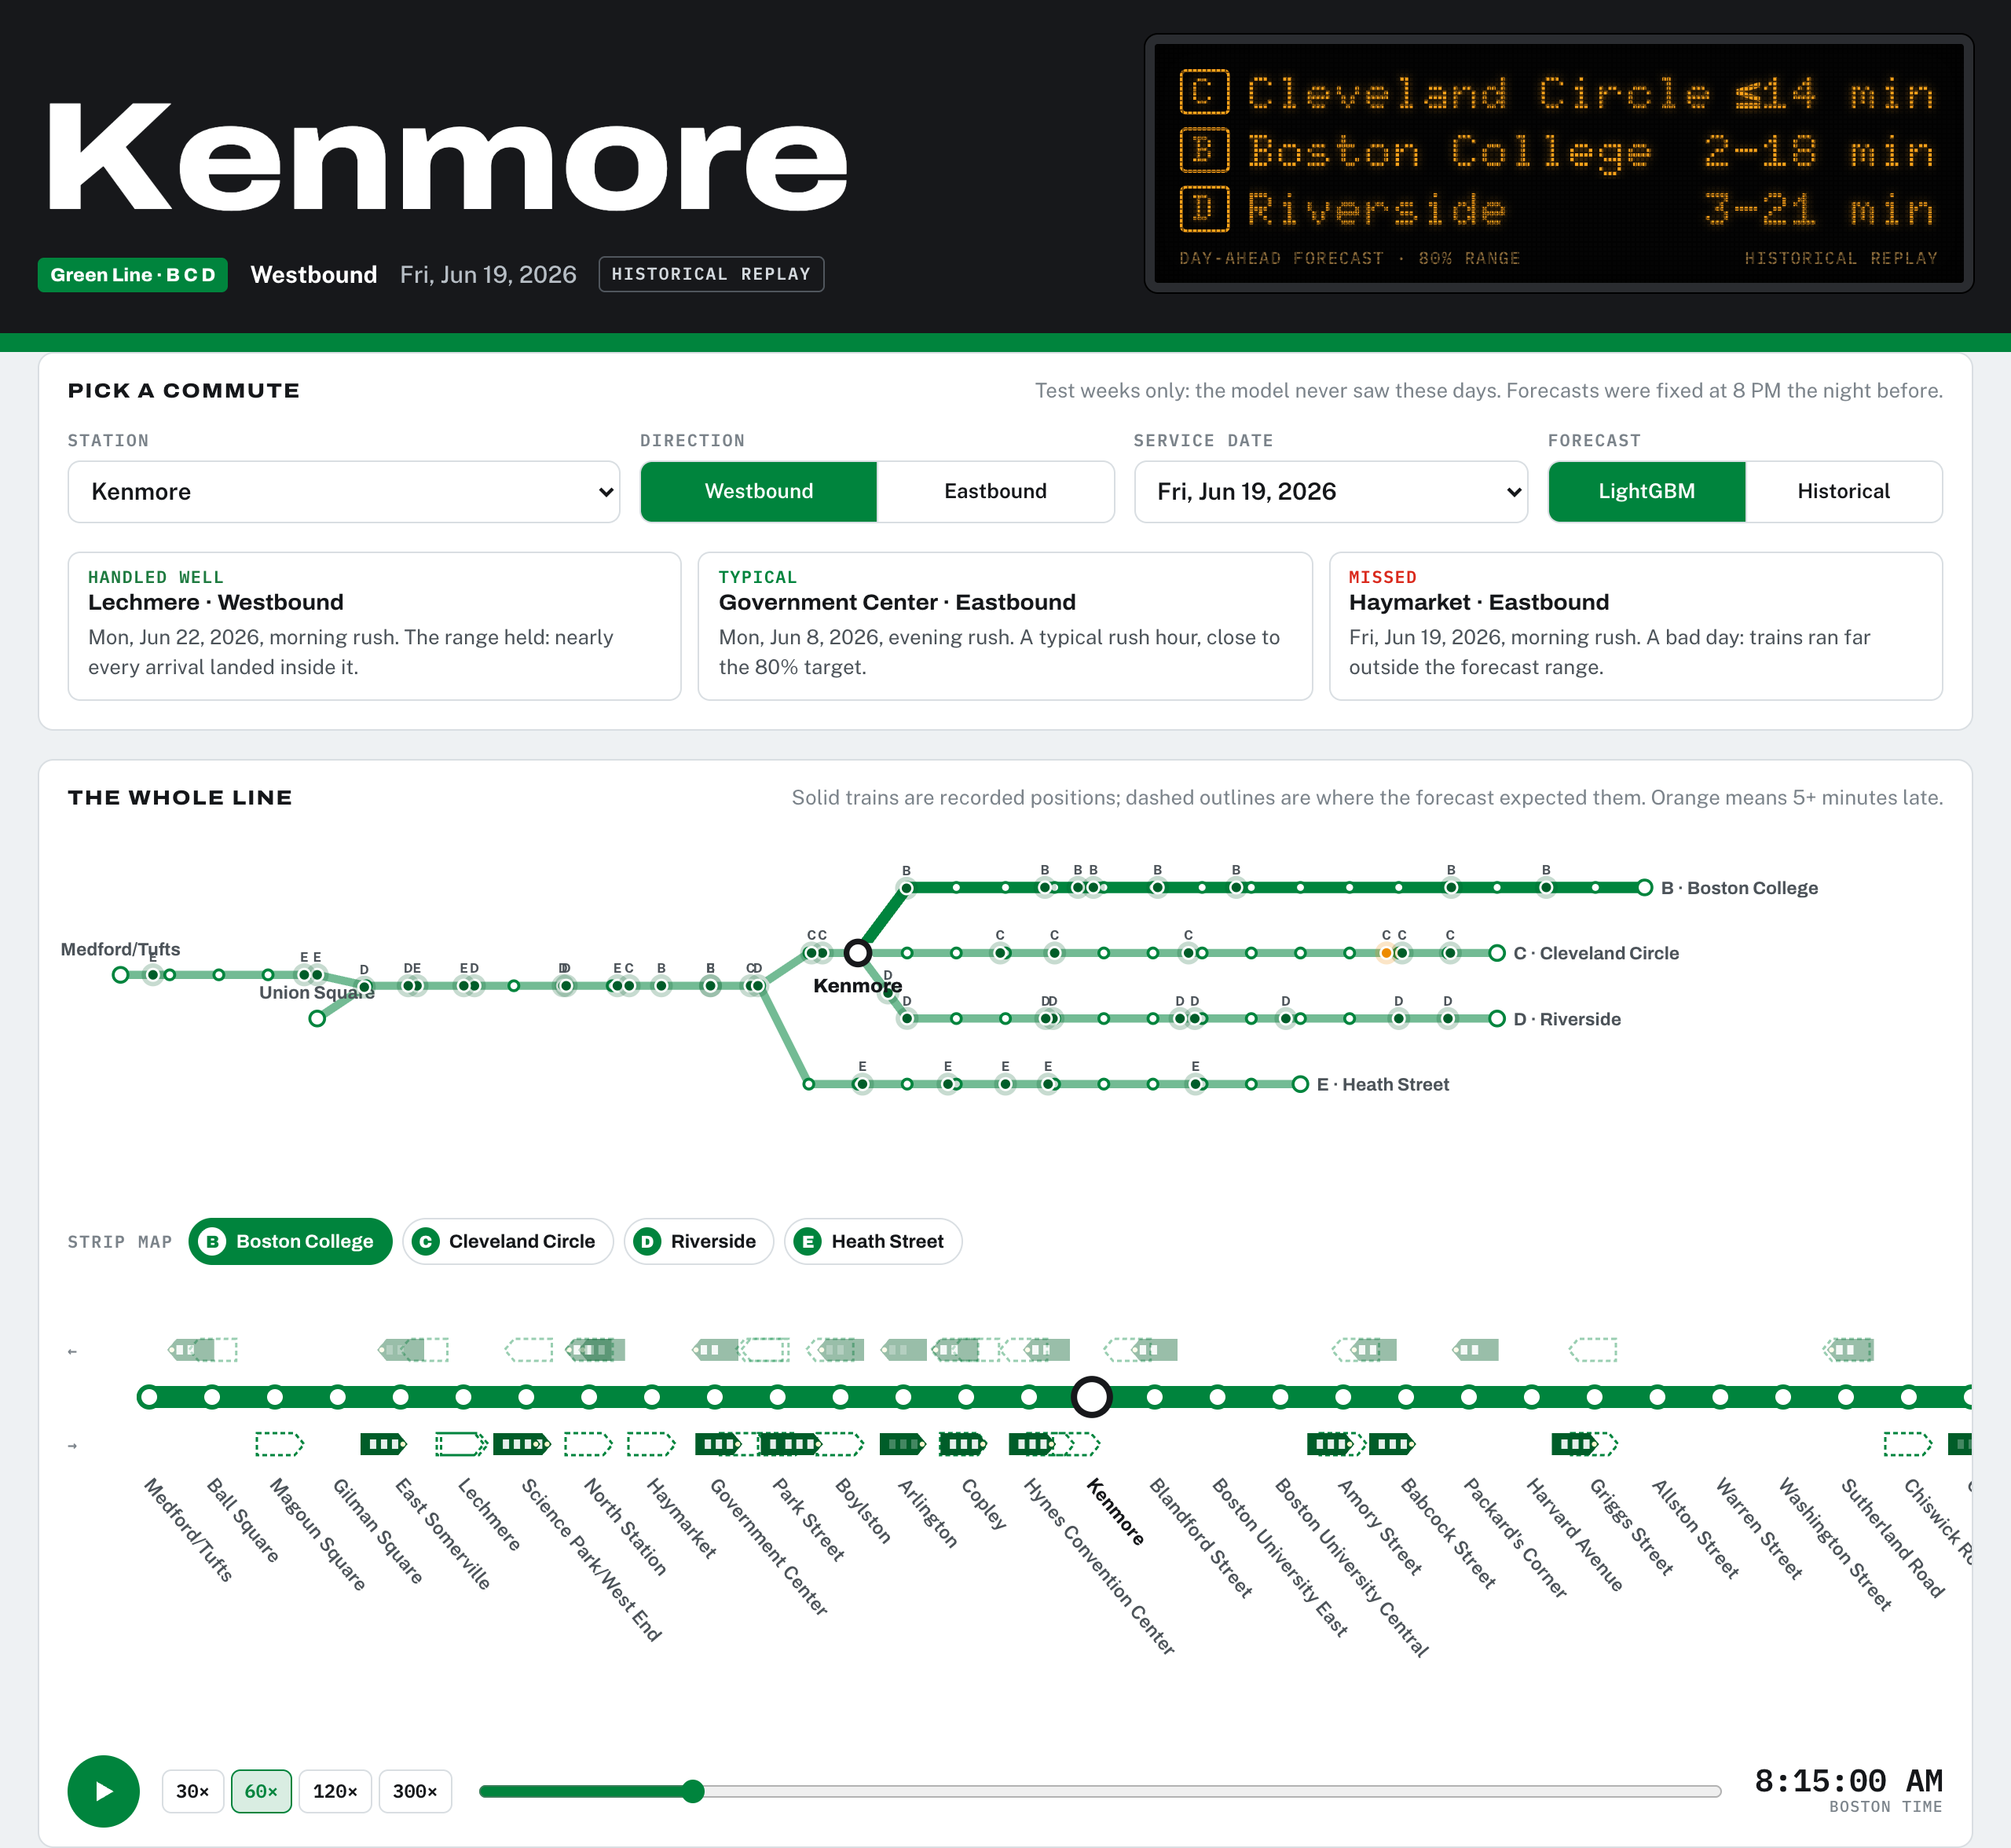 Kenmore
Green Line · B C D Westbound Fri, Jun 19, 2026 HISTORICAL REPLAY
C Cleveland Circle ≤14 min
B Boston College 2–18 min
D Riverside 3–21 min
DAY-AHEAD FORECAST · 80% RANGE HISTORICAL REPLAY
PICK A COMMUTE
Test weeks only: the model never saw these days. Forecasts were fixed at 8 PM the night before.
STATION DIRECTION SERVICE DATE FORECAST
Kenmore Westbound Eastbound Fri, Jun 19, 2026 LightGBM Historical
HANDLED WELL
Lechmere · Westbound
Mon, Jun 22, 2026, morning rush. The range held: nearly
every arrival landed inside it.
TYPICAL
Government Center · Eastbound
Mon, Jun 8, 2026, evening rush. A typical rush hour, close to
the 80% target.
MISSED
Haymarket · Eastbound
Fri, Jun 19, 2026, morning rush. A bad day: trains ran far
outside the forecast range.
THE WHOLE LINE
Solid trains are recorded positions; dashed outlines are where the forecast expected them. Orange means 5+ minutes late.
B B B B B B B B
B · Boston College
C C C C C C C C
C · Cleveland Circle
Medford/Tufts
E E E D D E E D D D E C B B C D
Union Square
Kenmore
D D D D D D D D D
D · Riverside
E E E E E
E · Heath Street
STRIP MAP B Boston College C Cleveland Circle D Riverside E Heath Street
←
→
Medford/Tufts
Ball Square
Magoun Square
Gilman Square
East Somerville
Lechmere
Science Park/West End
North Station
Haymarket
Government Center
Park Street
Boylston
Arlington
Copley
Hynes Convention Center
Kenmore
Blandford Street
Boston University East
Boston University Central
Amory Street
Babcock Street
Packard's Corner
Harvard Avenue
Griggs Street
Allston Street
Warren Street
Washington Street
Sutherland Road
Chiswick
30× 60× 120× 300× 8:15:00 AM
BOSTON TIME